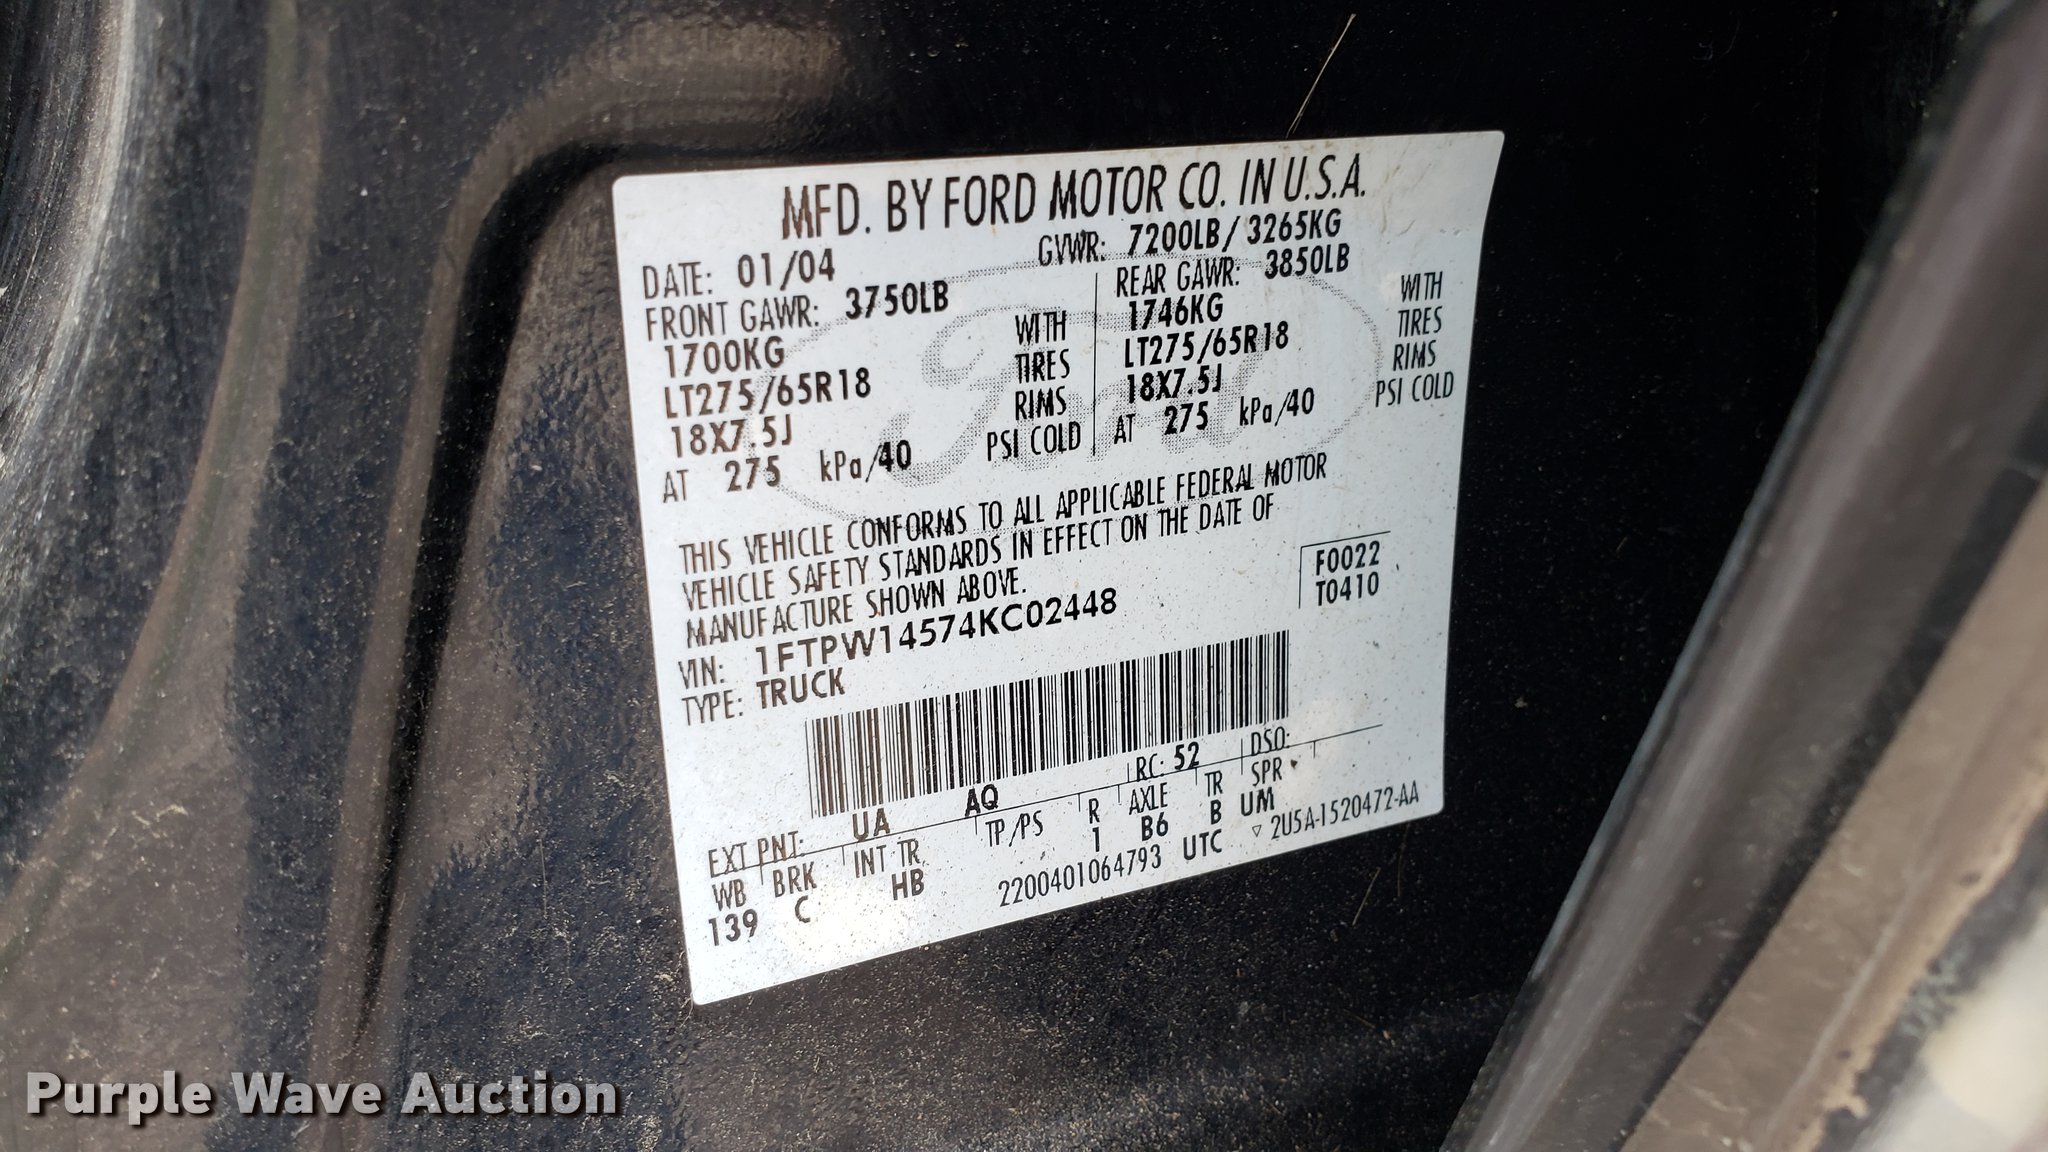 MFD. BY FORD MOTOR CO. IN U.S.A.
DATE: 01/04 GVWR: 7200LB/ 3265KG
FRONT GAWR: 3750LB REAR GAWR: 3850LB
1700KG WITH 1746KG WITH
LT275/65R18 TIRES LT275/65R18 TIRES
18X7.5J RIMS 18X7.5J RIMS
AT 275 kPa/40 PSI COLD AT 275 kPa/40 PSI COLD
THIS VEHICLE CONFORMS TO ALL APPLICABLE FEDERAL MOTOR
VEHICLE SAFETY STANDARDS IN EFFECT ON THE DATE OF
MANUFACTURE SHOWN ABOVE.
F0022
T0410
VIN: 1FTPW14574KC02448
TYPE: TRUCK
EXT PNT: UA AQ RC: 52 DSO:
WB BRK INT TR TP/PS R AXLE TR SPR
139 C HB 1 B6 B UM
2200401064793 UTC ▽ 2U5A-1520472-AA
Ford
Purple Wave Auction